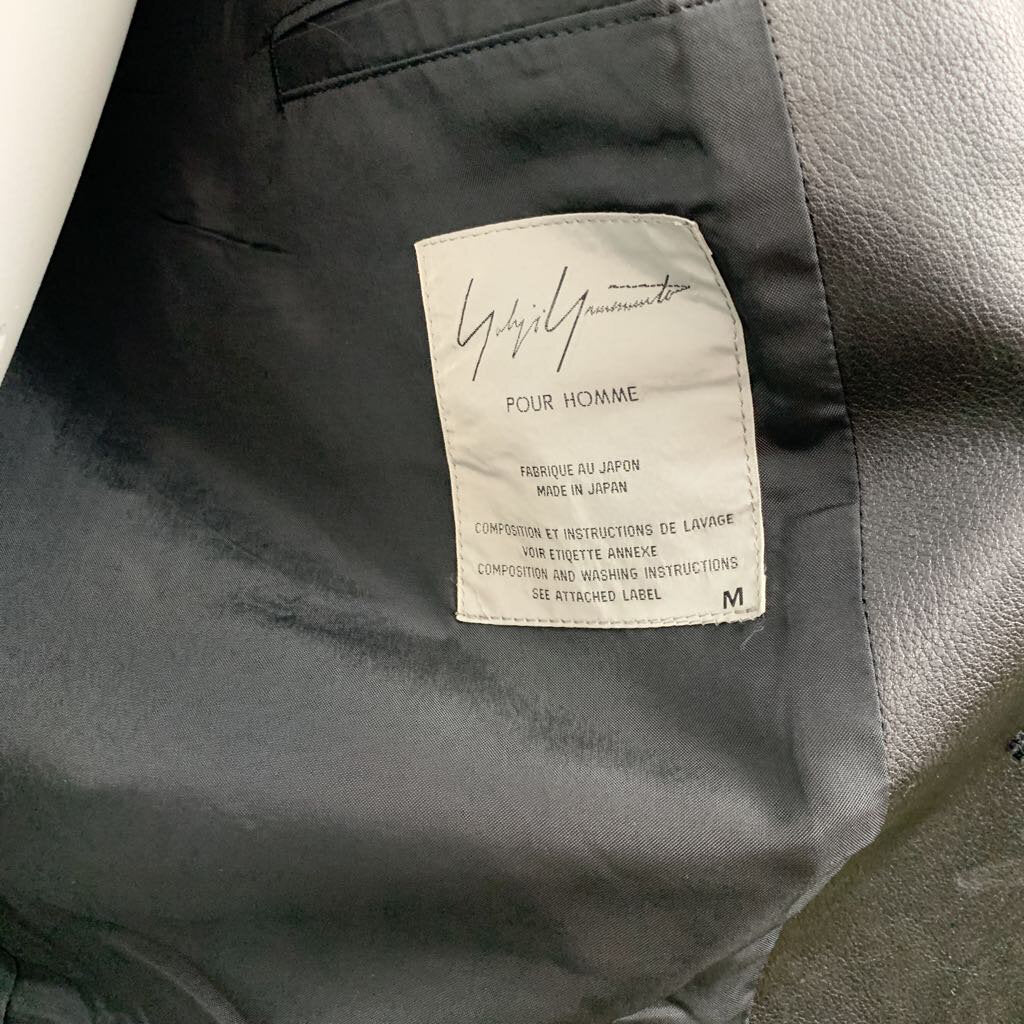 Yohji Yamamoto
POUR HOMME
FABRIQUE AU JAPON
MADE IN JAPAN
COMPOSITION ET INSTRUCTIONS DE LAVAGE
VOIR ETIQETTE ANNEXE
COMPOSITION AND WASHING INSTRUCTIONS
SEE ATTACHED LABEL
M